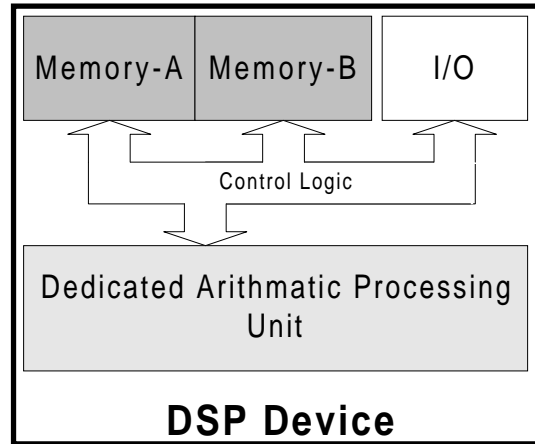 Memory-A
Memory-B
I/O
Control Logic
Dedicated Arithmatic Processing
Unit
DSP Device